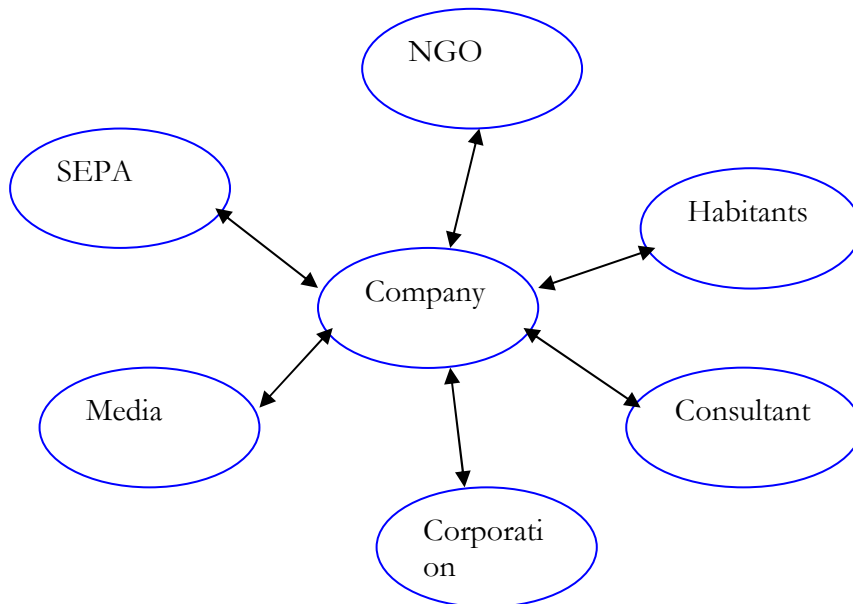 NGO
SEPA
Habitants
Company
Media
Consultant
Corporati
on